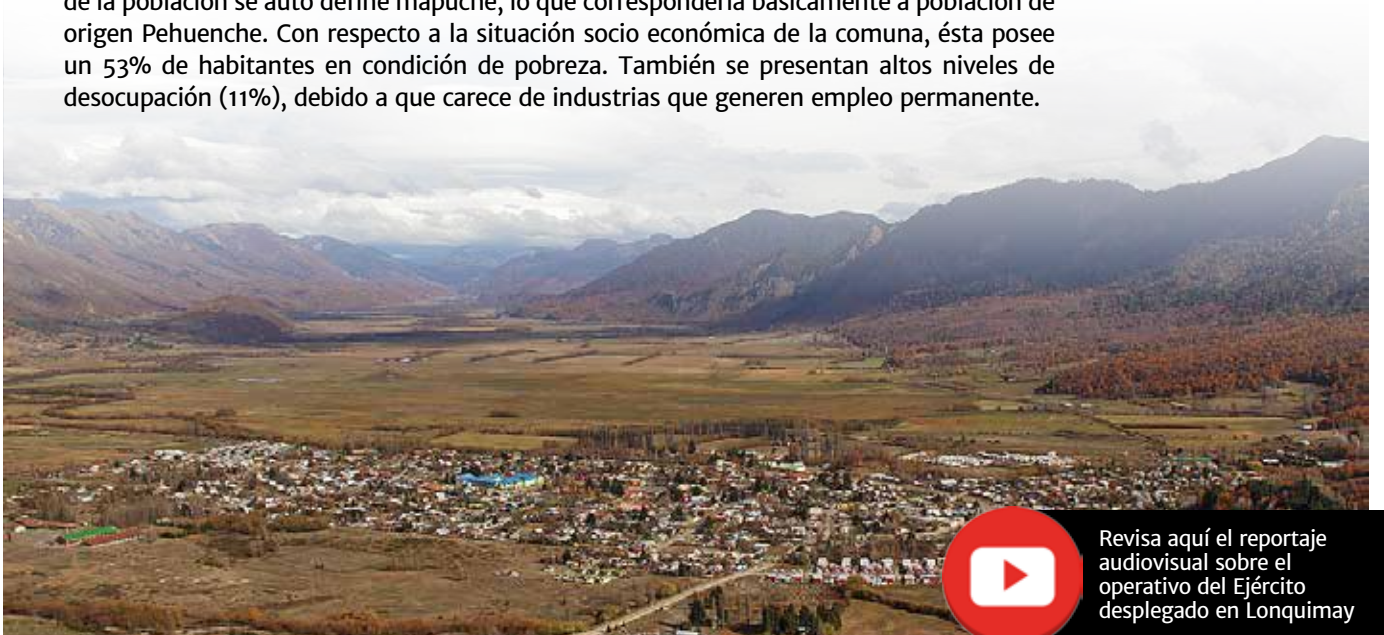 de la población se auto define mapuche, lo que correspondería básicamente a población de
origen Pehuenche. Con respecto a la situación socio económica de la comuna, ésta posee
un 53% de habitantes en condición de pobreza. También se presentan altos niveles de
desocupación (11%), debido a que carece de industrias que generen empleo permanente.
Revisa aquí el reportaje
audiovisual sobre el
operativo del Ejército
desplegado en Lonquimay